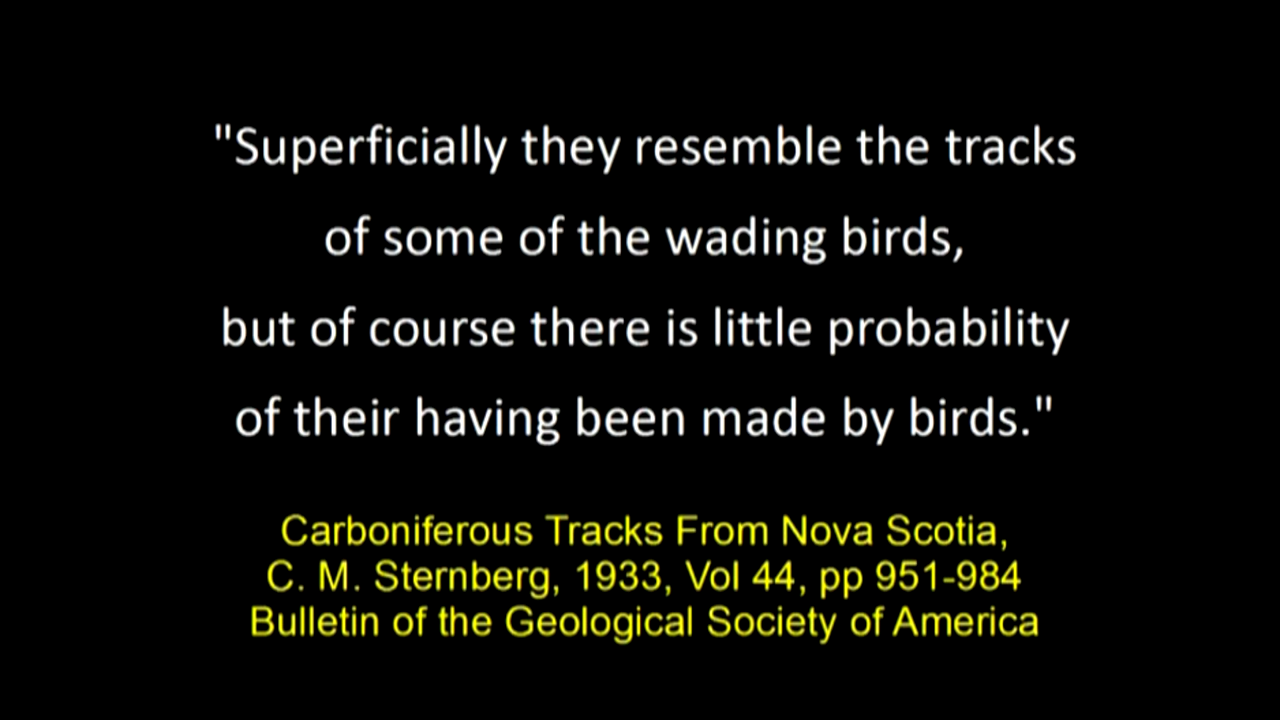 "Superficially they resemble the tracks
of some of the wading birds,
but of course there is little probability
of their having been made by birds."
Carboniferous Tracks From Nova Scotia,
C. M. Sternberg, 1933, Vol 44, pp 951-984
Bulletin of the Geological Society of America